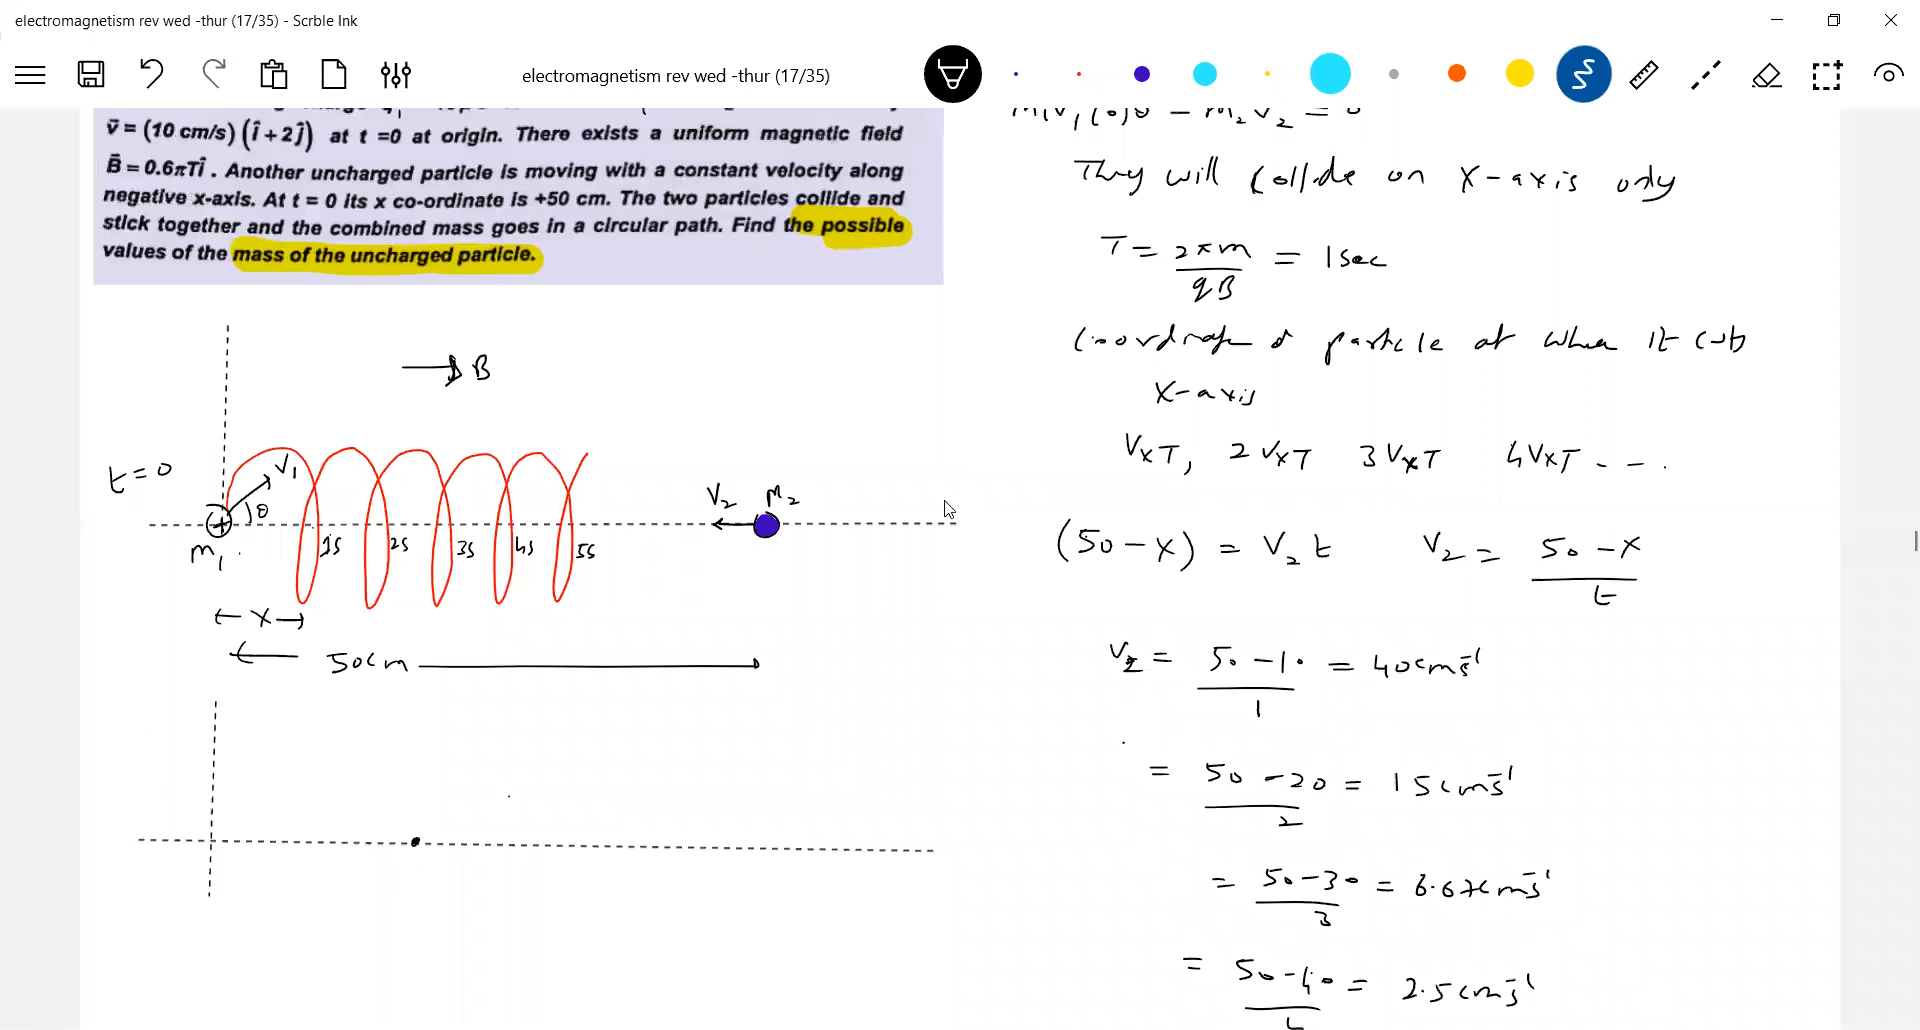 electromagnetism rev wed -thur (17/35) - Scrble Ink
electromagnetism rev wed -thur (17/35)
v⃗ = (10 cm/s) (î + 2ĵ) at t =0 at origin. There exists a uniform magnetic field
B⃗ = 0.6πTî . Another uncharged particle is moving with a constant velocity along
negative x-axis. At t = 0 its x co-ordinate is +50 cm. The two particles collide and
stick together and the combined mass goes in a circular path. Find the possible
values of the mass of the uncharged particle.
→ B
t = 0
V₁
θ
m₁
1s 2s 3s 4s 5s
V₂ M₂
← x →
50cm
They will collide on x-axis only
T = 2πm / qB = 1 sec
particle at when it cuts
x-axis
VxT, 2VxT 3VxT 4VxT - - .
(50 - x) = V₂ t V₂ = 50 - x / t
V₂ = 50 - 10 / 1 = 40cms⁻¹
= 50 - 20 / 2 = 15cms⁻¹
= 50 - 30 / 3 = 6.67cms⁻¹
= 50 - 40 / 4 = 2.5cms⁻¹